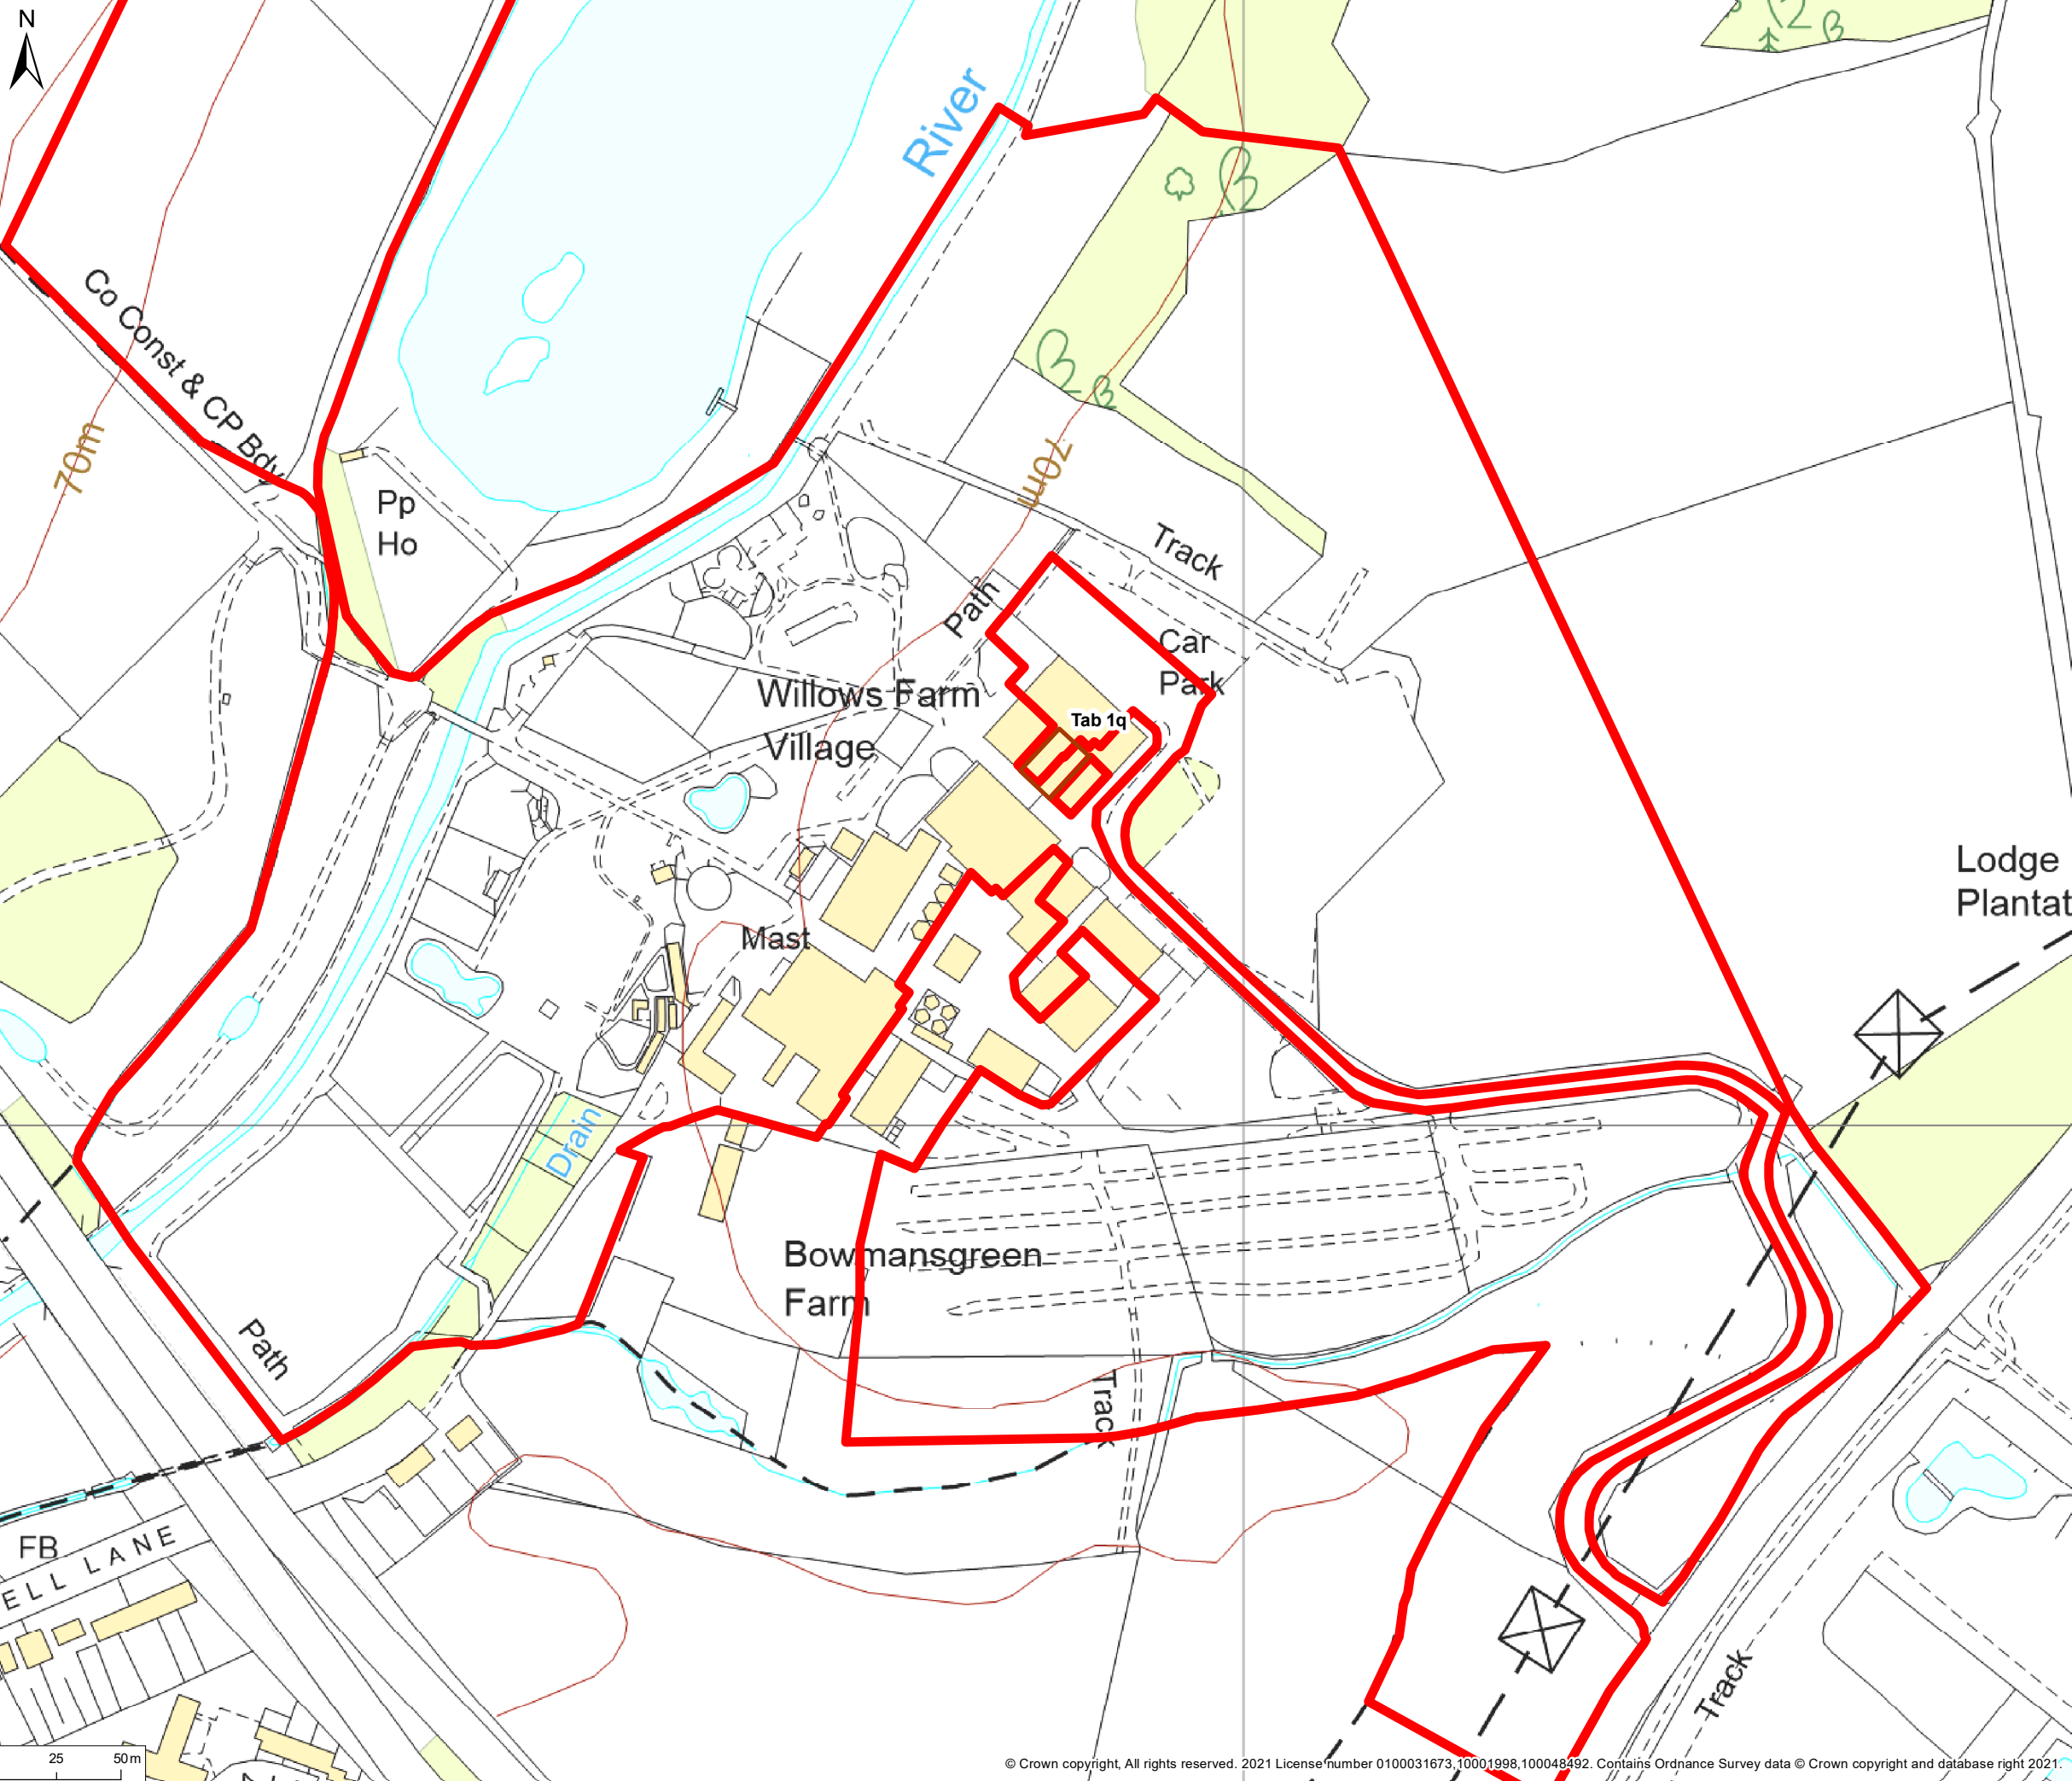 N
River
Co Const & CP Bdy
70m
Pp
Ho
70m
Track
Path
Car
Park
Willows Farm
Village
Tab 1q
Lodge
Plantat
Mast
Drain
Bowmansgreen
Farm
Path
Track
FB
ELL LANE
Track
25 50m
© Crown copyright, All rights reserved. 2021 License number 0100031673,10001998,100048492. Contains Ordnance Survey data © Crown copyright and database right 2021.